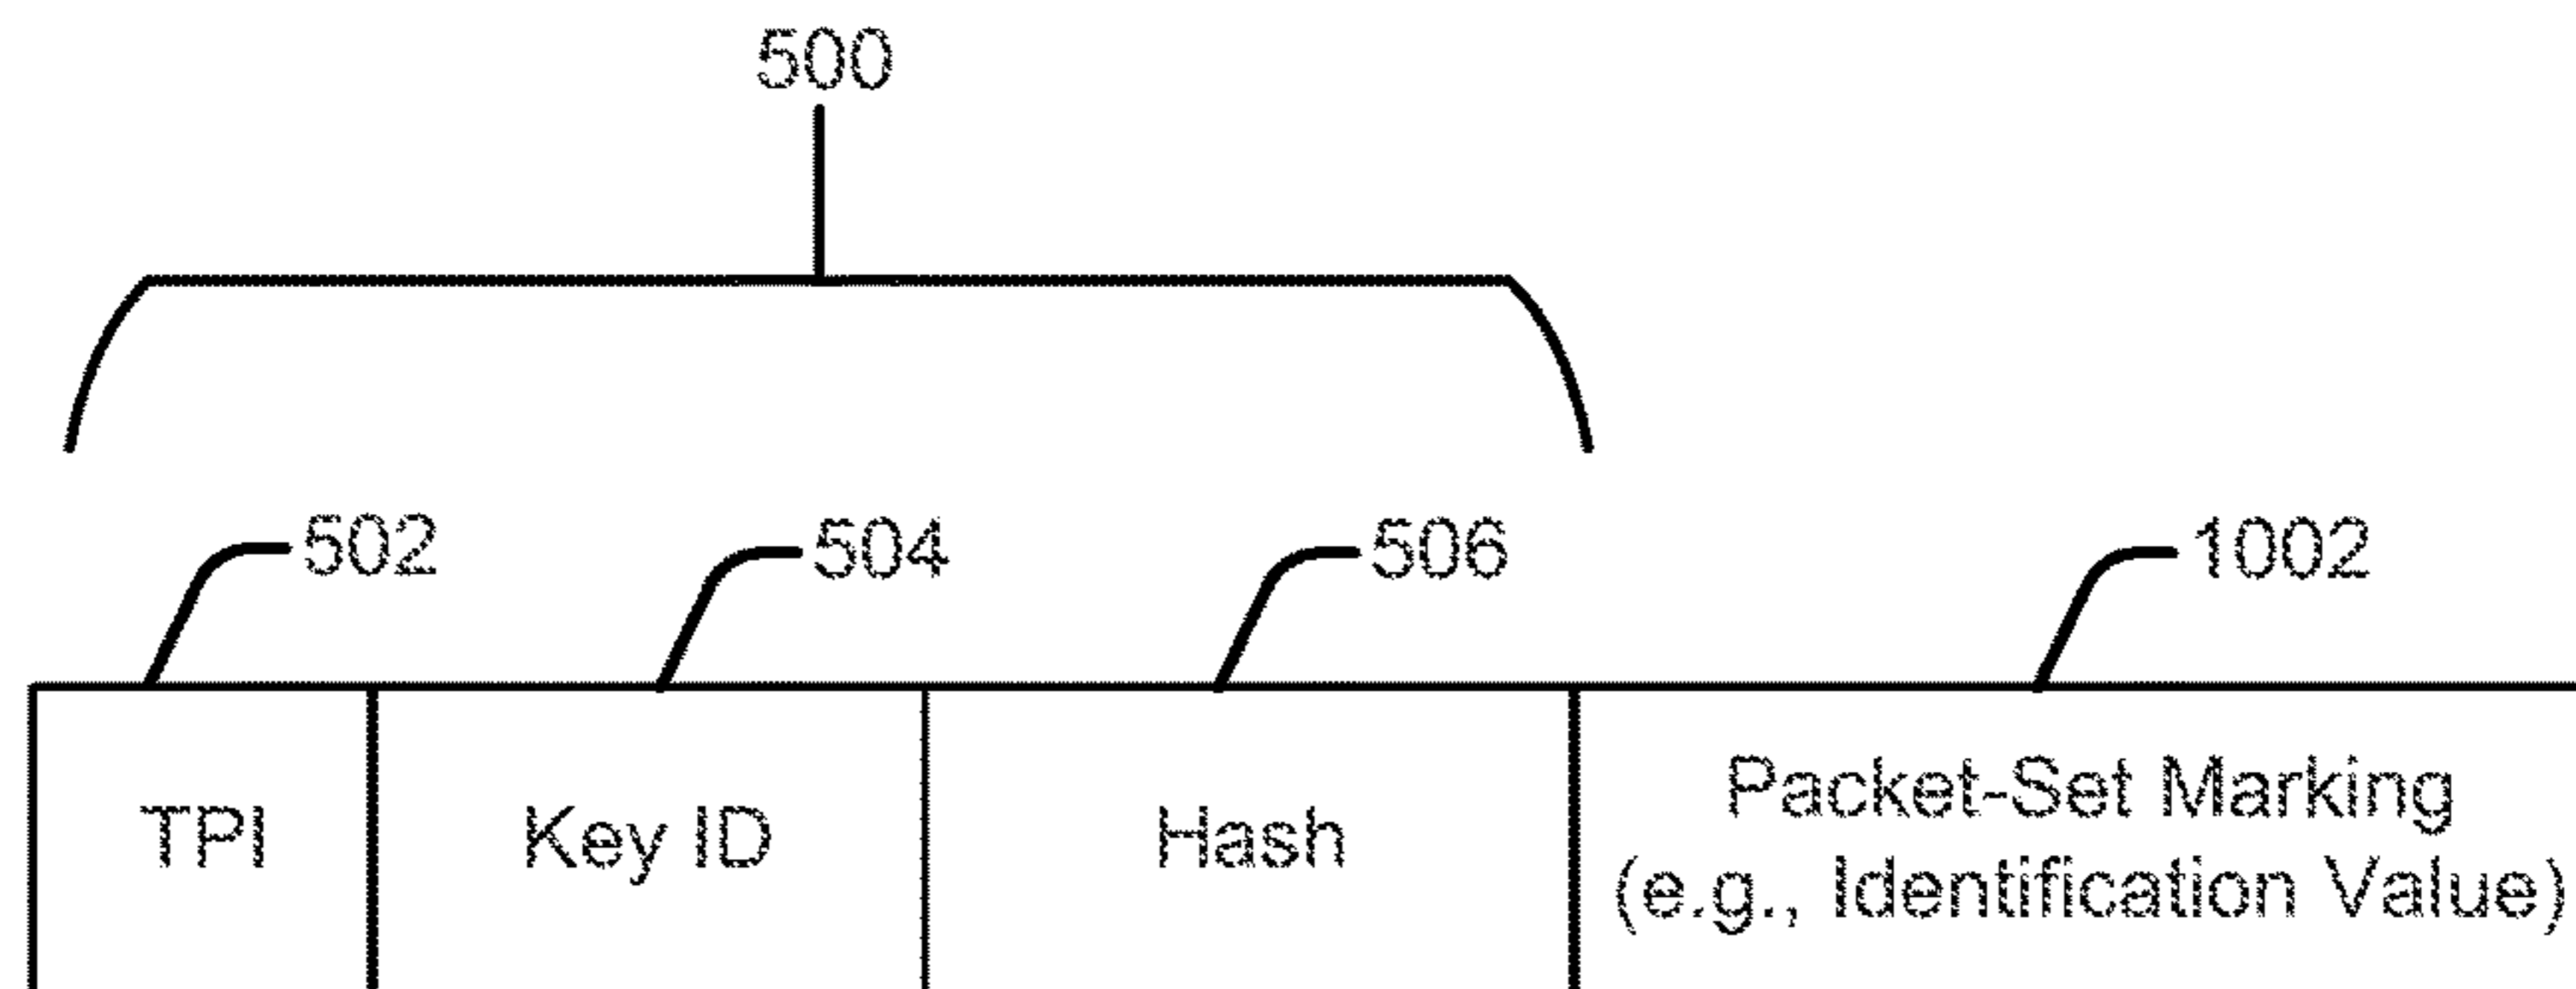 500
502
504
506
1002
TPI
Key ID
Hash
Packet-Set Marking
(e.g., Identification Value)